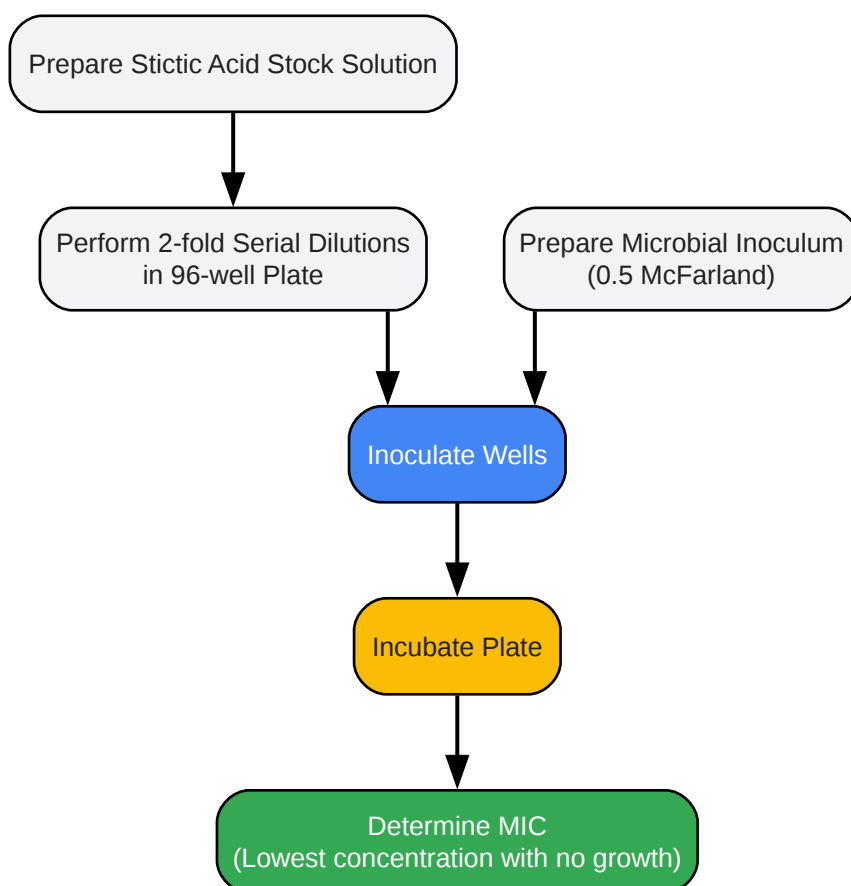 Prepare Stictic Acid Stock Solution
Perform 2-fold Serial Dilutions
in 96-well Plate
Prepare Microbial Inoculum
(0.5 McFarland)
Inoculate Wells
Incubate Plate
Determine MIC
(Lowest concentration with no growth)